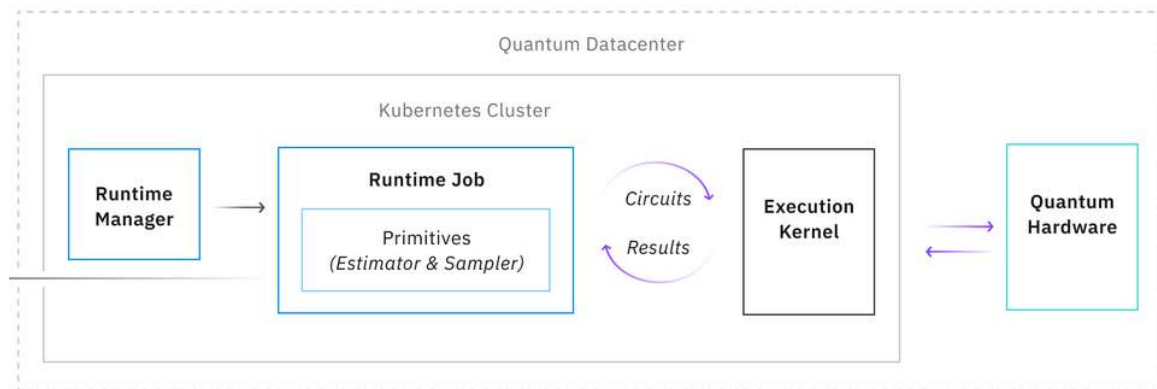 Quantum Datacenter
Kubernetes Cluster
Runtime
Manager
Runtime Job
Primitives
(Estimator & Sampler)
Circuits
Results
Execution
Kernel
Quantum
Hardware